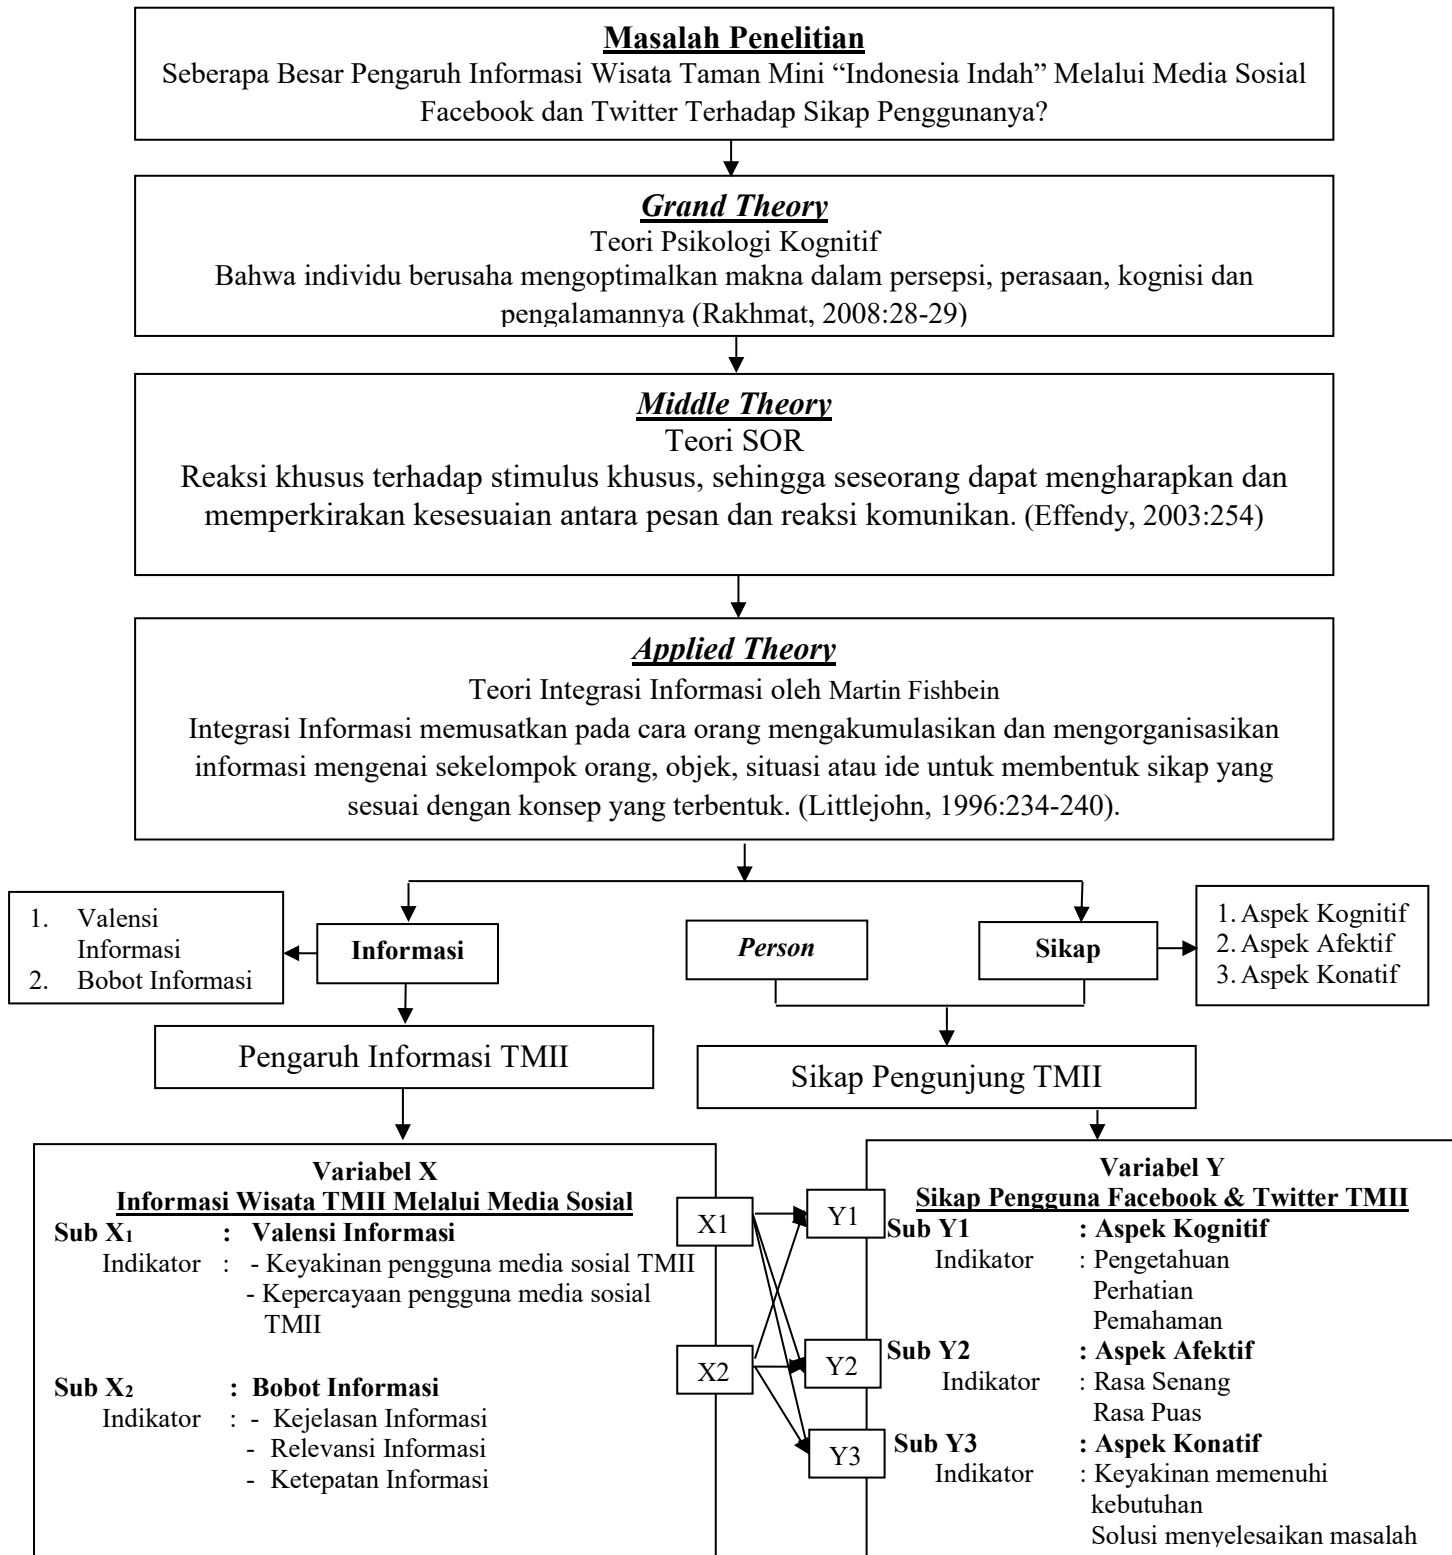 Masalah Penelitian
Seberapa Besar Pengaruh Informasi Wisata Taman Mini “Indonesia Indah” Melalui Media Sosial
Facebook dan Twitter Terhadap Sikap Penggunanya?
Grand Theory
Teori Psikologi Kognitif
Bahwa individu berusaha mengoptimalkan makna dalam persepsi, perasaan, kognisi dan
pengalamannya (Rakhmat, 2008:28-29)
Middle Theory
Teori SOR
Reaksi khusus terhadap stimulus khusus, sehingga seseorang dapat mengharapkan dan
memperkirakan kesesuaian antara pesan dan reaksi komunikan. (Effendy, 2003:254)
Applied Theory
Teori Integrasi Informasi oleh Martin Fishbein
Integrasi Informasi memusatkan pada cara orang mengakumulasikan dan mengorganisasikan
informasi mengenai sekelompok orang, objek, situasi atau ide untuk membentuk sikap yang
sesuai dengan konsep yang terbentuk. (Littlejohn, 1996:234-240).
1. Valensi
Informasi
2. Bobot Informasi
Informasi
Person
Sikap
1. Aspek Kognitif
2. Aspek Afektif
3. Aspek Konatif
Pengaruh Informasi TMII
Sikap Pengunjung TMII
Variabel X
Informasi Wisata TMII Melalui Media Sosial
Sub X1 : Valensi Informasi
Indikator : - Keyakinan pengguna media sosial TMII
- Kepercayaan pengguna media sosial
TMII
Sub X2 : Bobot Informasi
Indikator : - Kejelasan Informasi
- Relevansi Informasi
- Ketepatan Informasi
X1
X2
Y1
Y2
Y3
Variabel Y
Sikap Pengguna Facebook & Twitter TMII
Sub Y1 : Aspek Kognitif
Indikator : Pengetahuan
Perhatian
Pemahaman
Sub Y2 : Aspek Afektif
Indikator : Rasa Senang
Rasa Puas
Sub Y3 : Aspek Konatif
Indikator : Keyakinan memenuhi
kebutuhan
Solusi menyelesaikan masalah